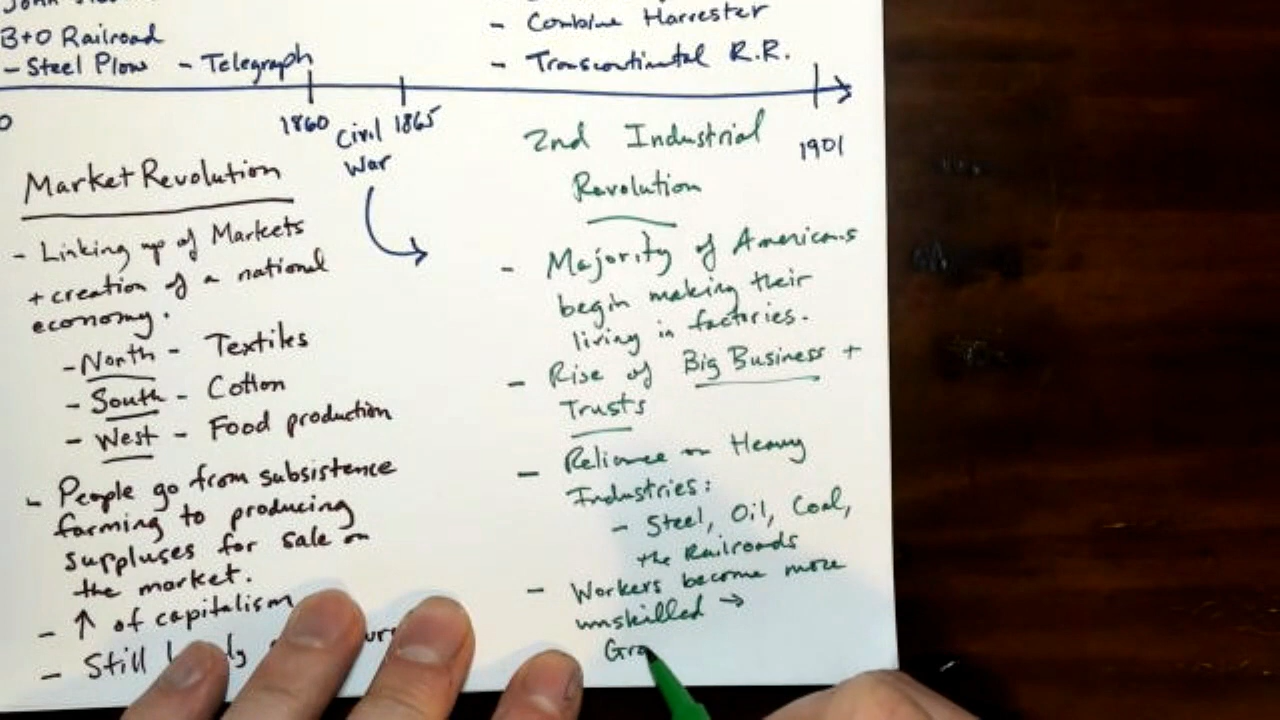 B+O Railroad
- Steel Plow - Telegraph
- Combine Harvester
- Transcontinental R.R.
1860
Civil War
1865
1901
Market Revolution
- Linking up of Markets
+ creation of a national
economy.
- North - Textiles
- South - Cotton
- West - Food production
- People go from subsistence
farming to producing
surpluses for sale on
the market.
- ↑ of capitalism
- Still
2nd Industrial
Revolution
- Majority of Americans
begin making their
living in factories.
- Rise of Big Business +
Trusts
- Reliance on Heavy
Industries:
- Steel, Oil, Coal,
the Railroads
- Workers become more
unskilled →
Gro